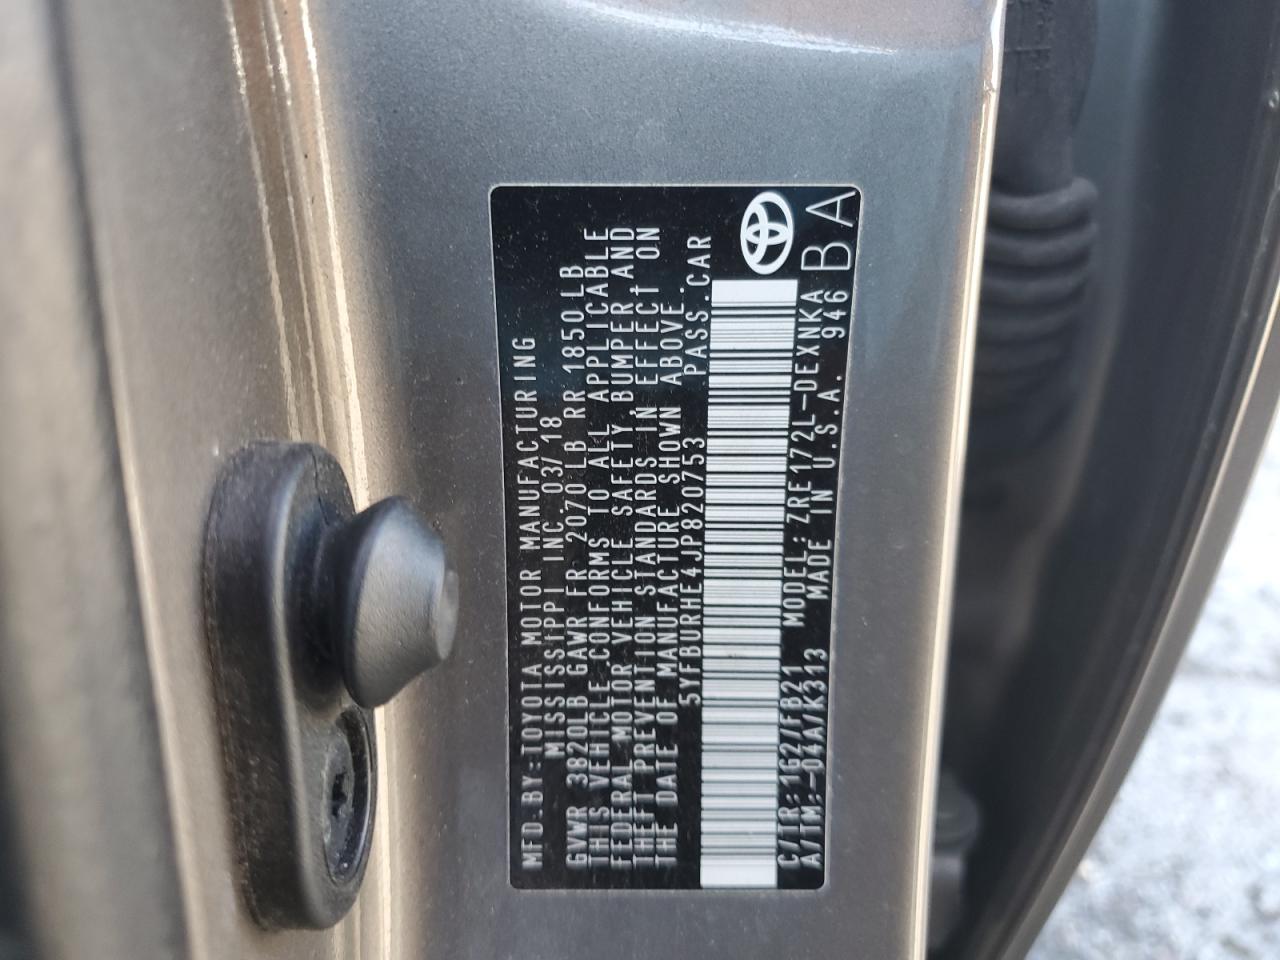 MFD.BY:TOYOTA MOTOR MANUFACTURING
MISSISSIPPI INC. 03/18
GVWR 3820LB GAWR FR 2070LB RR 1850LB
THIS VEHICLE CONFORMS TO ALL APPLICABLE
FEDERAL MOTOR VEHICLE SAFETY,BUMPER,AND
THEFT PREVENTION STANDARDS IN EFFECT ON
THE DATE OF MANUFACTURE SHOWN ABOVE.
5YFBURHE4JP820753 PASS.CAR
C/TR:1G2/FB21 MODEL:ZRE172L-DEXNKA
A/TM:-04A/K313 MADE IN U.S.A. 946 BA